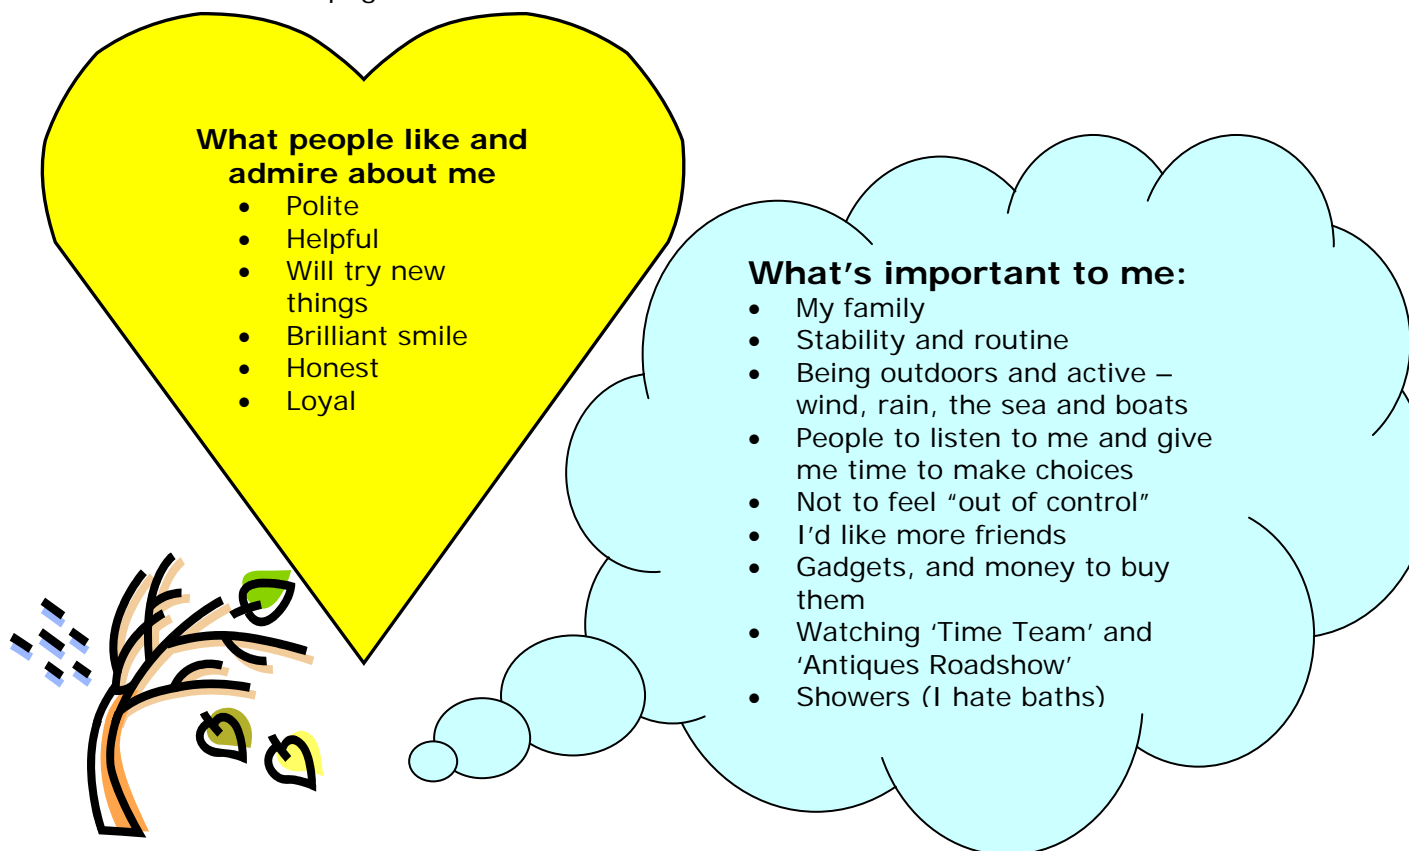 What people like and
admire about me
• Polite
• Helpful
• Will try new
things
• Brilliant smile
• Honest
• Loyal
What's important to me:
• My family
• Stability and routine
• Being outdoors and active –
wind, rain, the sea and boats
• People to listen to me and give
me time to make choices
• Not to feel “out of control”
• I'd like more friends
• Gadgets, and money to buy
them
• Watching ‘Time Team’ and
‘Antiques Roadshow’
• Showers (I hate baths)